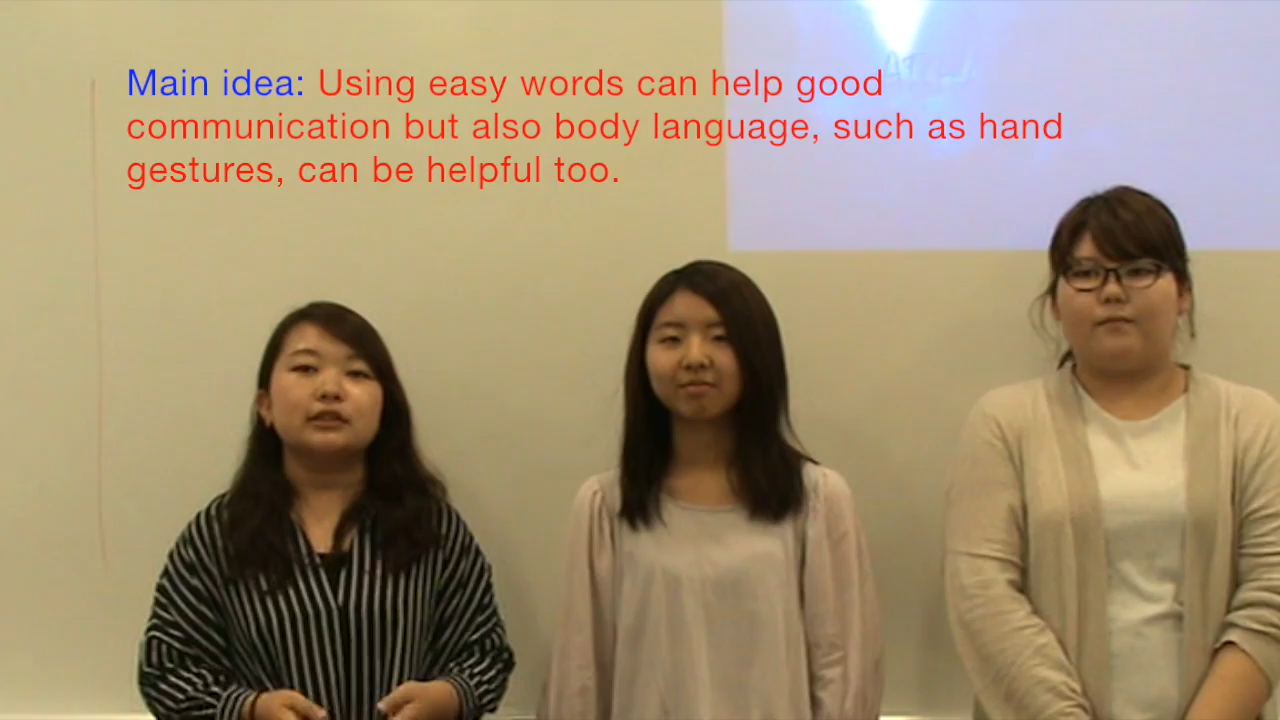 Main idea: Using easy words can help good
communication but also body language, such as hand
gestures, can be helpful too.